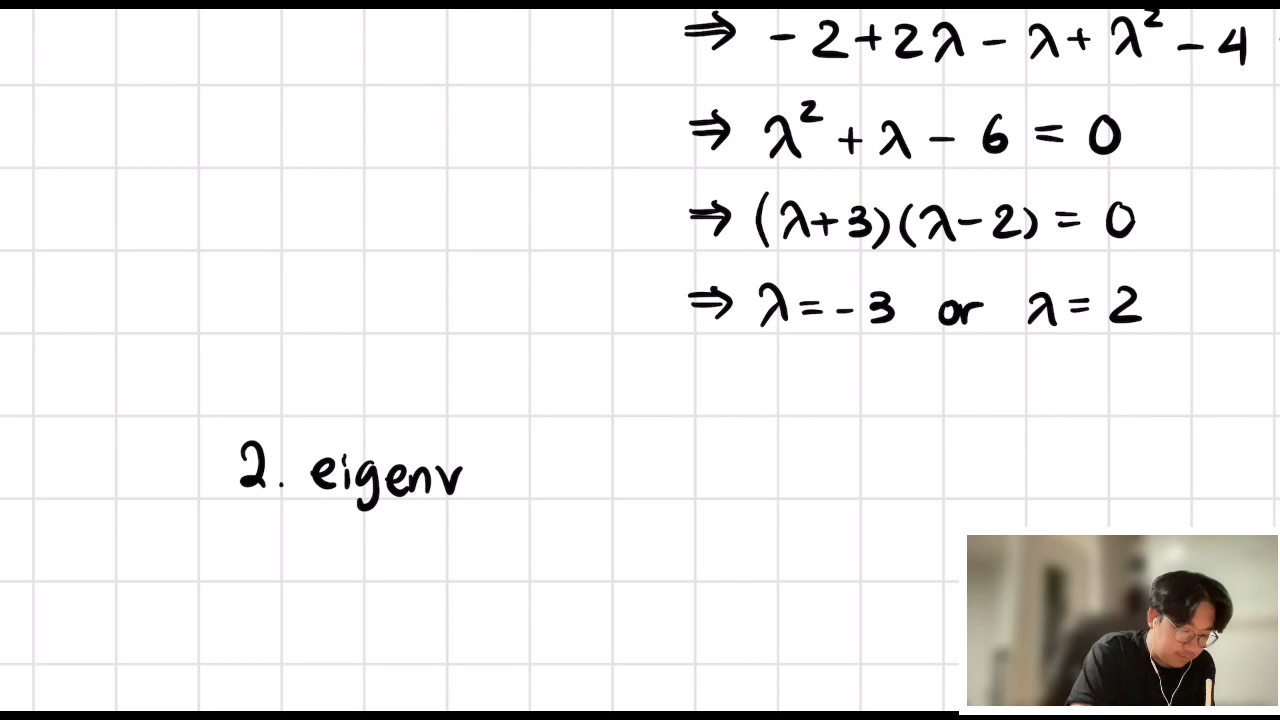 ⇒ - 2 + 2λ - λ + λ² - 4
⇒ λ² + λ - 6 = 0
⇒ (λ+3)(λ-2) = 0
⇒ λ = - 3 or λ = 2
2. eigenv